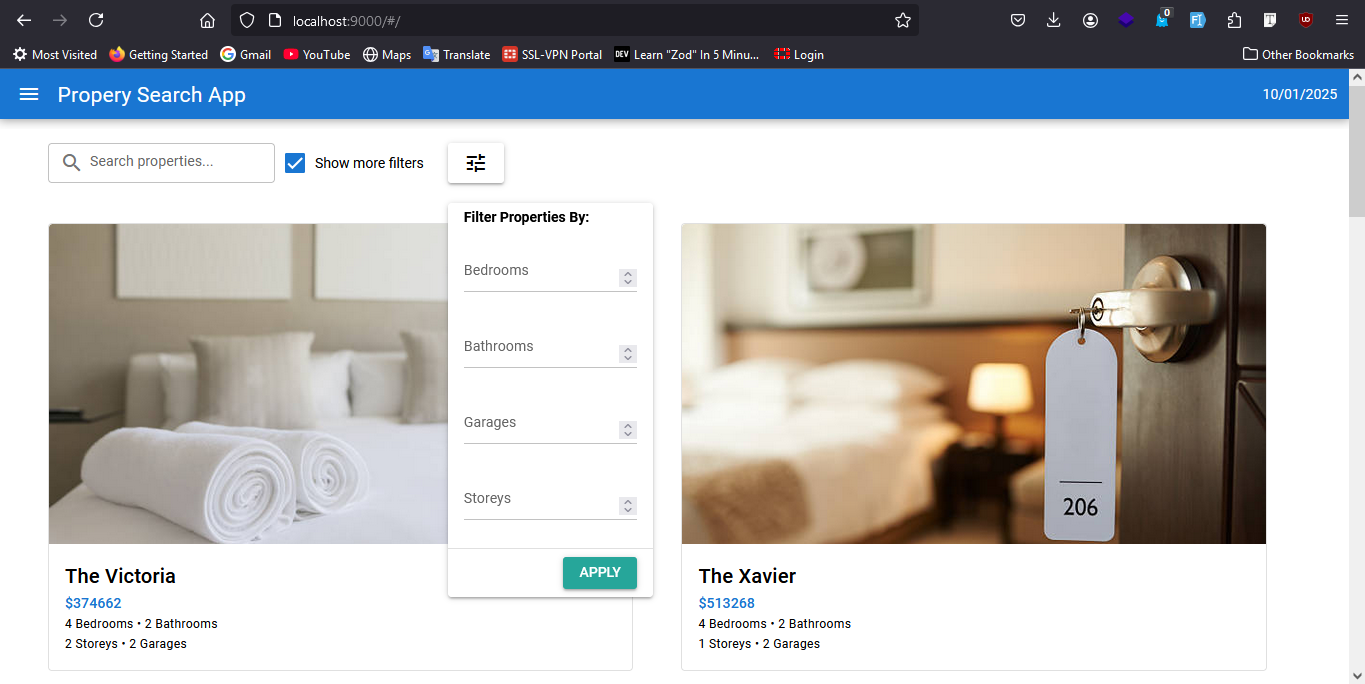 localhost:9000/#/
0
Most Visited Getting Started Gmail YouTube Maps Translate SSL-VPN Portal DEV Learn "Zod" In 5 Minu... Login Other Bookmarks
Propery Search App 10/01/2025
Search properties... Show more filters
Filter Properties By:
Bedrooms
Bathrooms
Garages
Storeys
APPLY
206
The Victoria
$374662
4 Bedrooms • 2 Bathrooms
2 Storeys • 2 Garages
The Xavier
$513268
4 Bedrooms • 2 Bathrooms
1 Storeys • 2 Garages